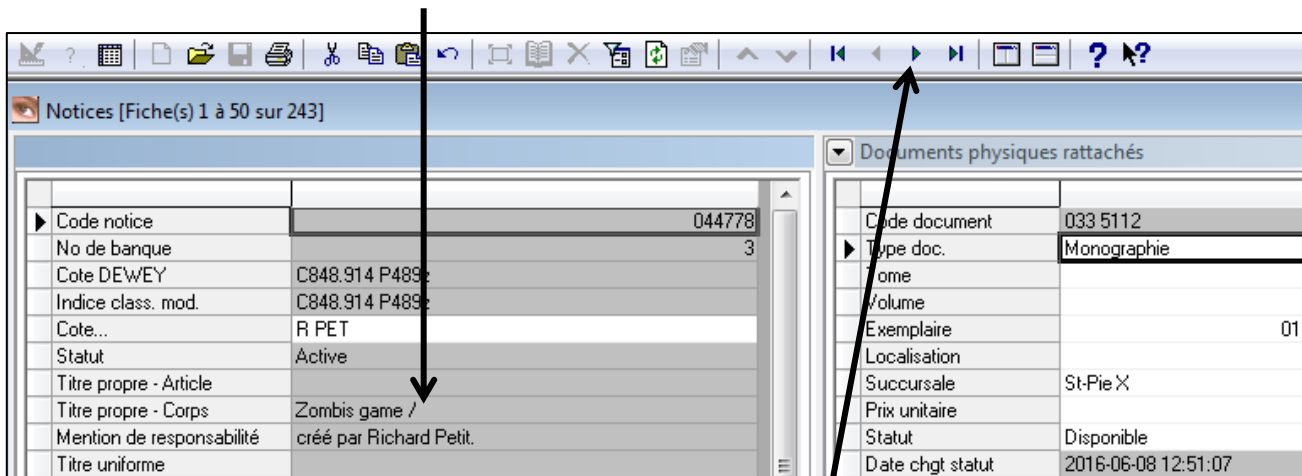 Notices [Fiche(s) 1 à 50 sur 243]
Documents physiques rattachés
Code notice 044778
No de banque 3
Cote DEWEY C848.914 P489z
Indice class. mod. C848.914 P489z
Cote... R PET
Statut Active
Titre propre - Article
Titre propre - Corps Zombis game /
Mention de responsabilité créé par Richard Petit.
Titre uniforme
Code document 033 5112
Type doc. Monographie
Tome
Volume
Exemplaire 01
Localisation
Succursale St-Pie X
Prix unitaire
Statut Disponible
Date chgt statut 2016-06-08 12:51:07